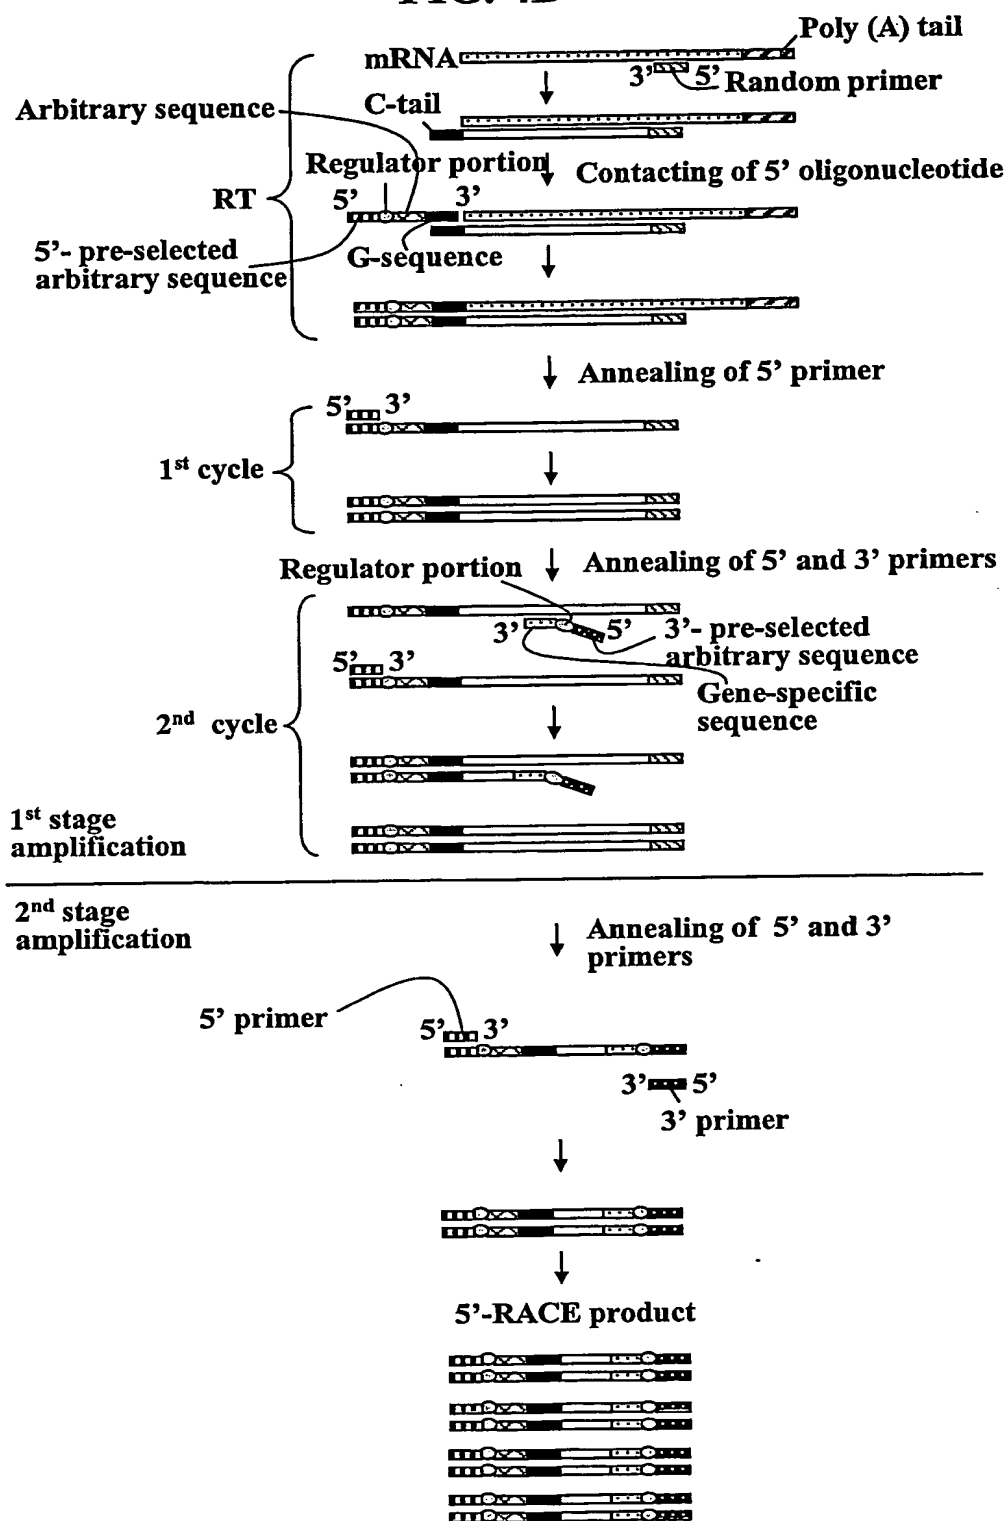 Poly (A) tail
mRNA
3’ 5’ Random primer
Arbitrary sequence
C-tail
Regulator portion
Contacting of 5’ oligonucleotide
RT
5’ 3’
5’- pre-selected
arbitrary sequence
G-sequence
Annealing of 5’ primer
5’ 3’
1st cycle
Annealing of 5’ and 3’ primers
Regulator portion
3’ 5’
3’- pre-selected
arbitrary sequence
5’ 3’
Gene-specific
sequence
2nd cycle
1st stage
amplification
2nd stage
amplification
Annealing of 5’ and 3’
primers
5’ primer
5’ 3’
3’ 5’
3’ primer
5’-RACE product